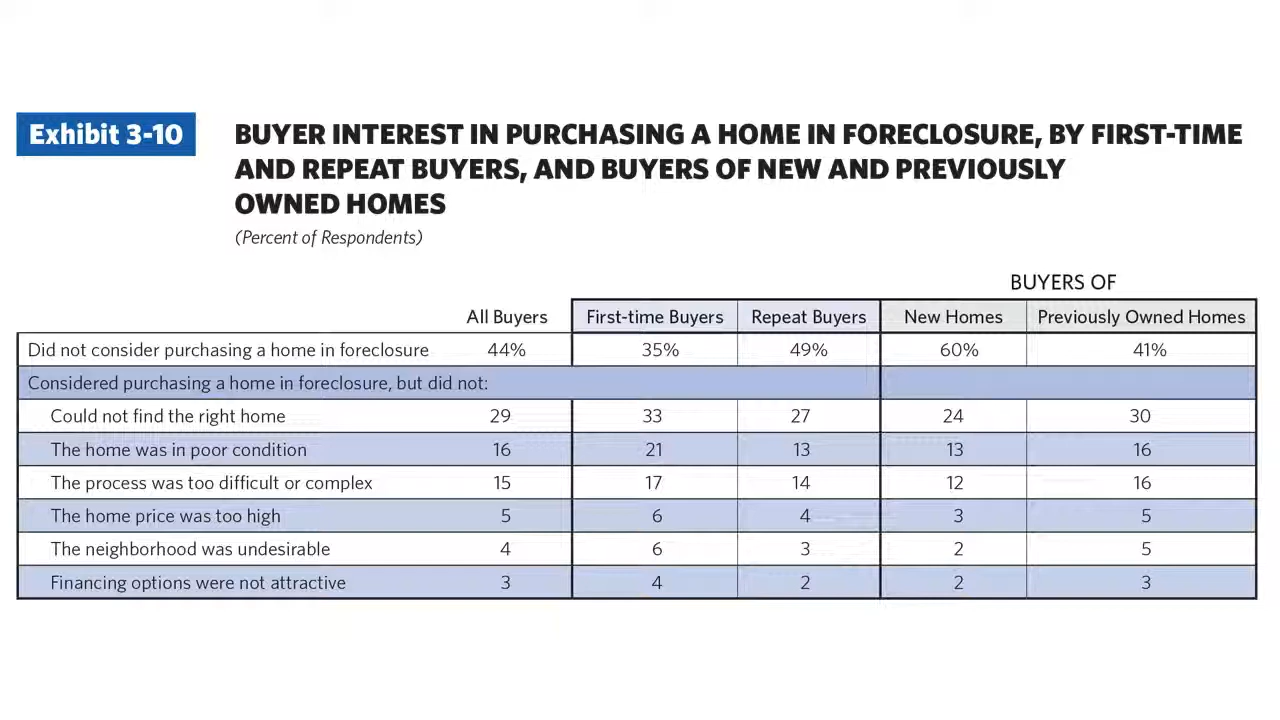 Exhibit 3-10
BUYER INTEREST IN PURCHASING A HOME IN FORECLOSURE, BY FIRST-TIME
AND REPEAT BUYERS, AND BUYERS OF NEW AND PREVIOUSLY
OWNED HOMES
(Percent of Respondents)
BUYERS OF
All Buyers First-time Buyers Repeat Buyers New Homes Previously Owned Homes
Did not consider purchasing a home in foreclosure 44% 35% 49% 60% 41%
Considered purchasing a home in foreclosure, but did not:
Could not find the right home 29 33 27 24 30
The home was in poor condition 16 21 13 13 16
The process was too difficult or complex 15 17 14 12 16
The home price was too high 5 6 4 3 5
The neighborhood was undesirable 4 6 3 2 5
Financing options were not attractive 3 4 2 2 3